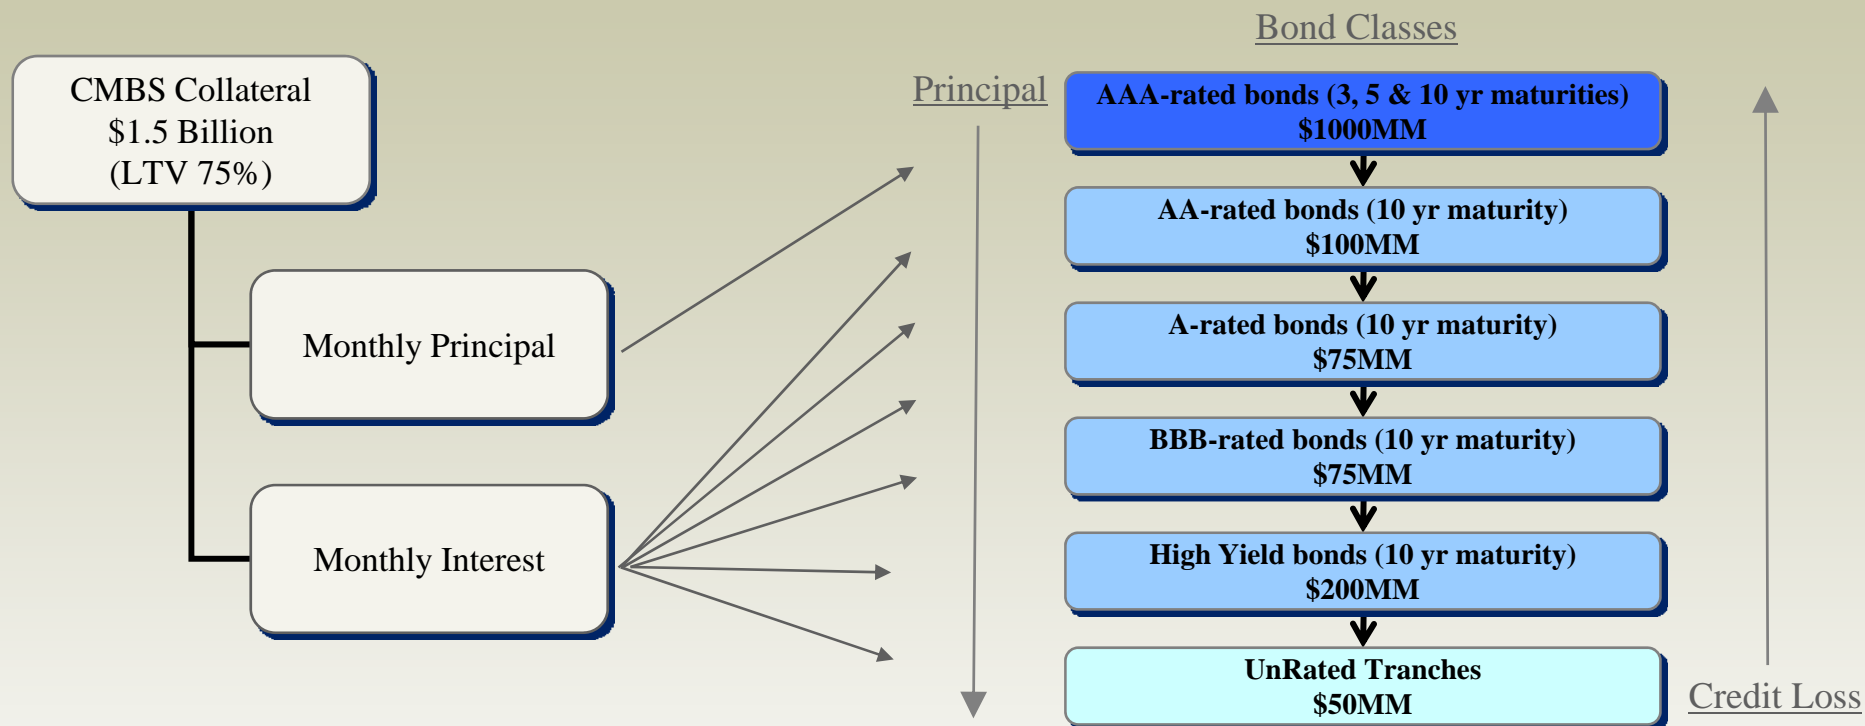 Bond Classes
CMBS Collateral
$1.5 Billion
(LTV 75%)
Monthly Principal
Monthly Interest
Principal
AAA-rated bonds (3, 5 & 10 yr maturities)
$1000MM
AA-rated bonds (10 yr maturity)
$100MM
A-rated bonds (10 yr maturity)
$75MM
BBB-rated bonds (10 yr maturity)
$75MM
High Yield bonds (10 yr maturity)
$200MM
UnRated Tranches
$50MM
Credit Loss